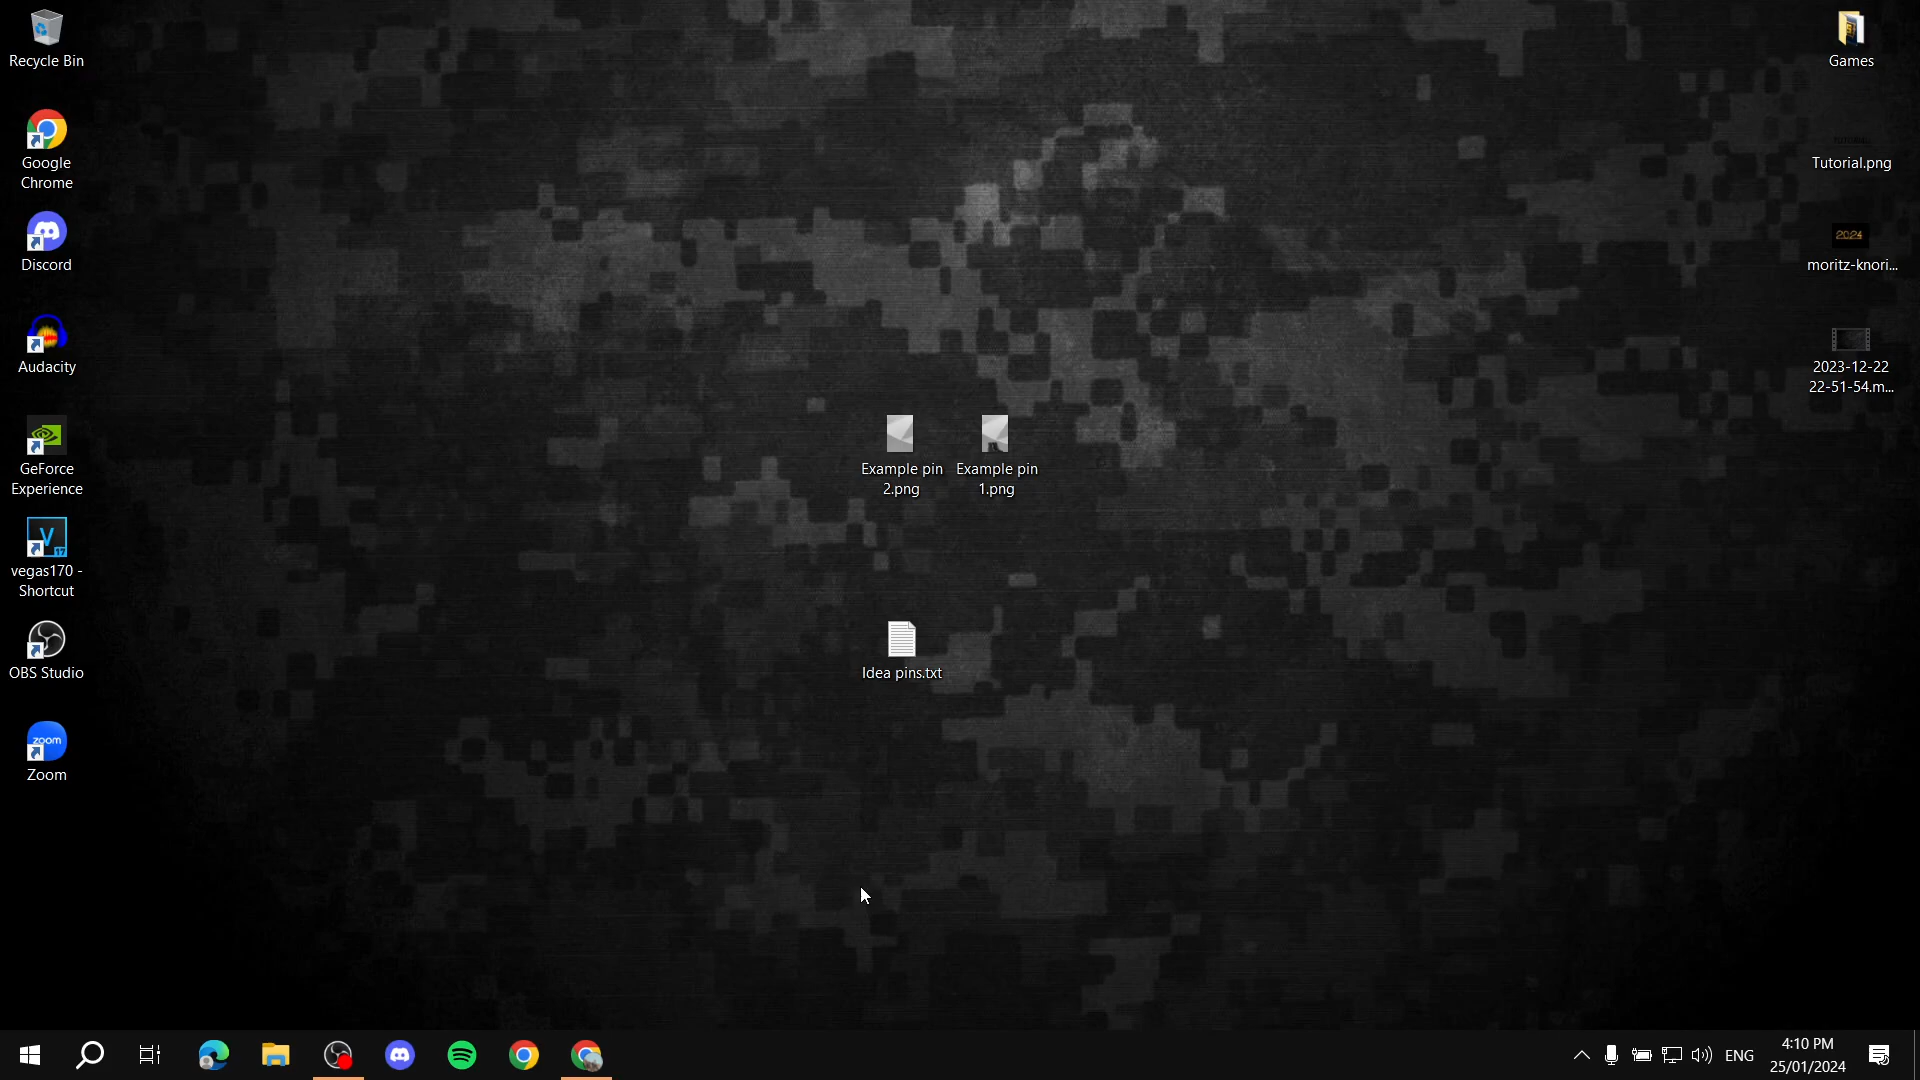 Recycle Bin
Google
Chrome
Discord
Audacity
GeForce
Experience
vegas170 -
Shortcut
OBS Studio
zoom
Zoom
Example pin
2.png
Example pin
1.png
Idea pins.txt
Games
Tutorial.png
2024
moritz-knori...
2023-12-22
22-51-54.m...
ENG
4:10 PM
25/01/2024